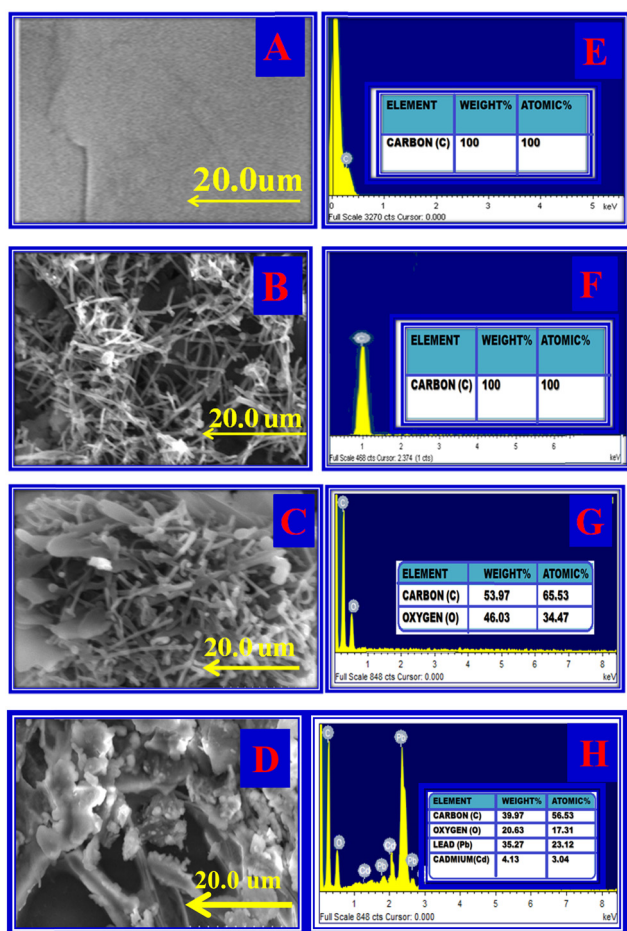 A
20.0um
E
ELEMENT WEIGHT% ATOMIC%
CARBON (C) 100 100
C
0 1 2 3 4 5 keV
Full Scale 3270 cts Cursor: 0.000
B
20.0 um
F
ELEMENT WEIGHT% ATOMIC%
CARBON (C) 100 100
1 2 3 4 5 6
keV
Full Scale 468 cts Cursor: 2.374 (1 cts)
C
20.0 um
G
C
O
ELEMENT WEIGHT% ATOMIC%
CARBON (C) 53.97 65.53
OXYGEN (O) 46.03 34.47
1 2 3 4 5 6 7 8
Full Scale 848 cts Cursor: 0.000
keV
D
20.0 um
H
C
Pb
O
Cd
Pb
Cd
Pb
ELEMENT WEIGHT% ATOMIC%
CARBON (C) 39.97 56.53
OXYGEN (O) 20.63 17.31
LEAD (Pb) 35.27 23.12
CADMIUM(Cd) 4.13 3.04
1 2 3 4 5 6 7 8
Full Scale 848 cts Cursor: 0.000
keV